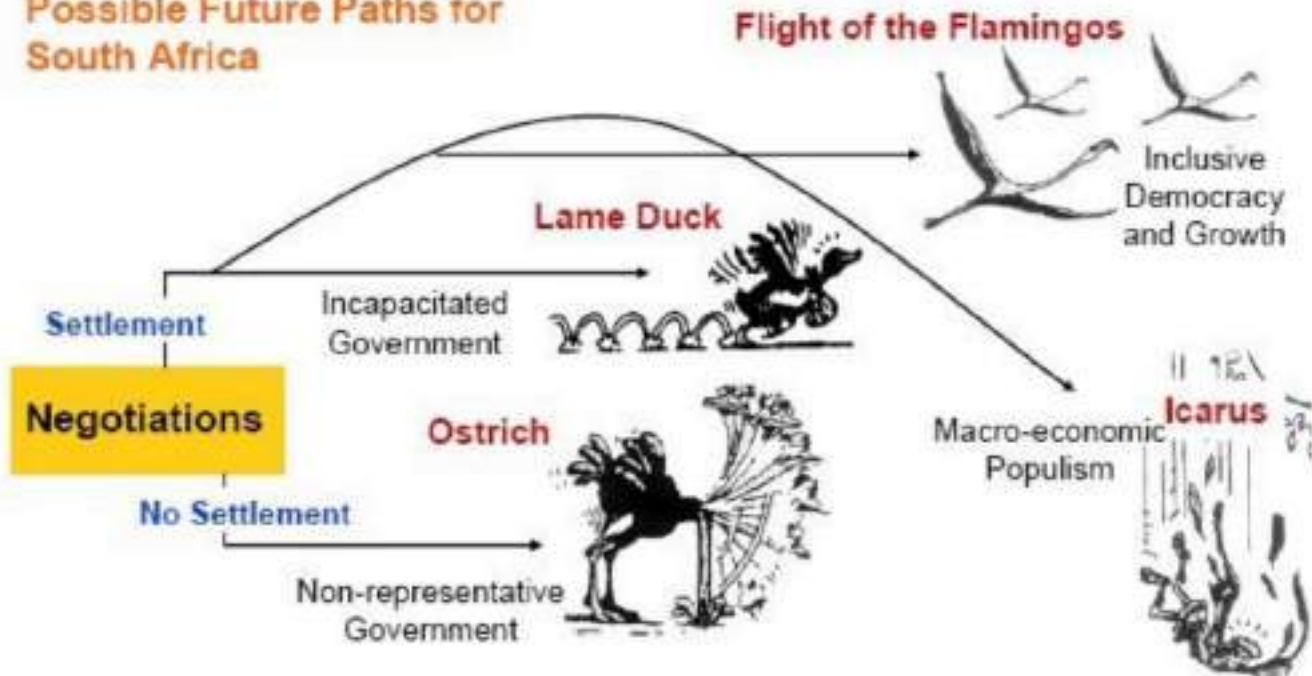 Possible Future Paths for
South Africa
Flight of the Flamingos
Inclusive
Democracy
and Growth
Lame Duck
Incapacitated
Government
Settlement
Negotiations
Ostrich
Macro-economic
Populism
Icarus
No Settlement
Non-representative
Government